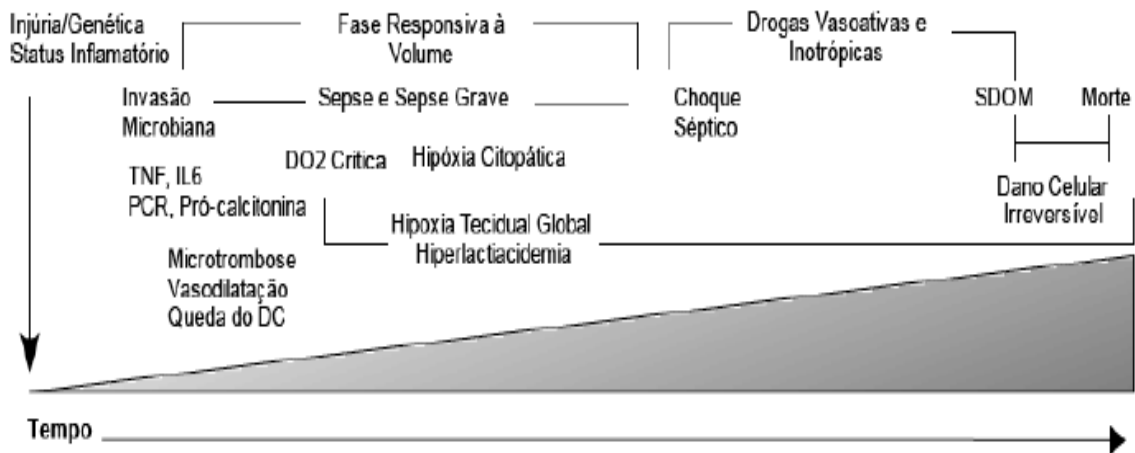 Injúria/Genética
Status Inflamatório
Fase Responsiva à
Volume
Drogas Vasoativas e
Inotrópicas
Invasão
Microbiana
Sepse e Sepse Grave
Choque
Séptico
SDOM
Morte
DO2 Critica
Hipóxia Citopática
TNF, IL6
PCR, Pró-calcitonina
Dano Celular
Irreversível
Hipoxia Tecidual Global
Hiperlactiacidemia
Microtrombose
Vasodilatação
Queda do DC
Tempo